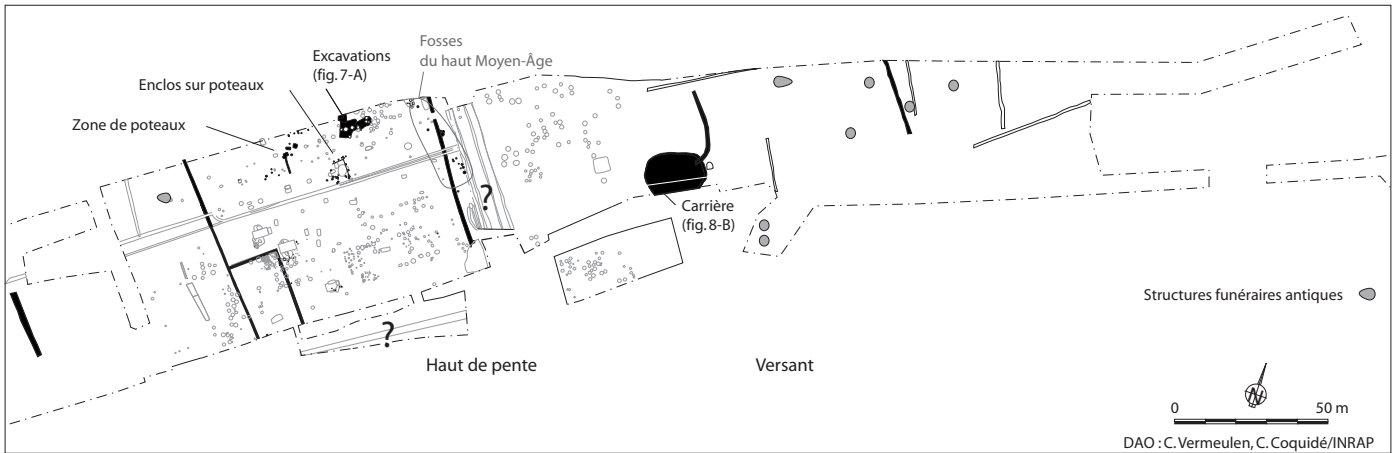 Excavations
(fig. 7-A)
Fosses
du haut Moyen-Âge
Enclos sur poteaux
Zone de poteaux
?
Carrière
(fig. 8-B)
Structures funéraires antiques
?
Haut de pente
Versant
N
0
50 m
DAO : C. Vermeulen, C. Coquidé/INRAP